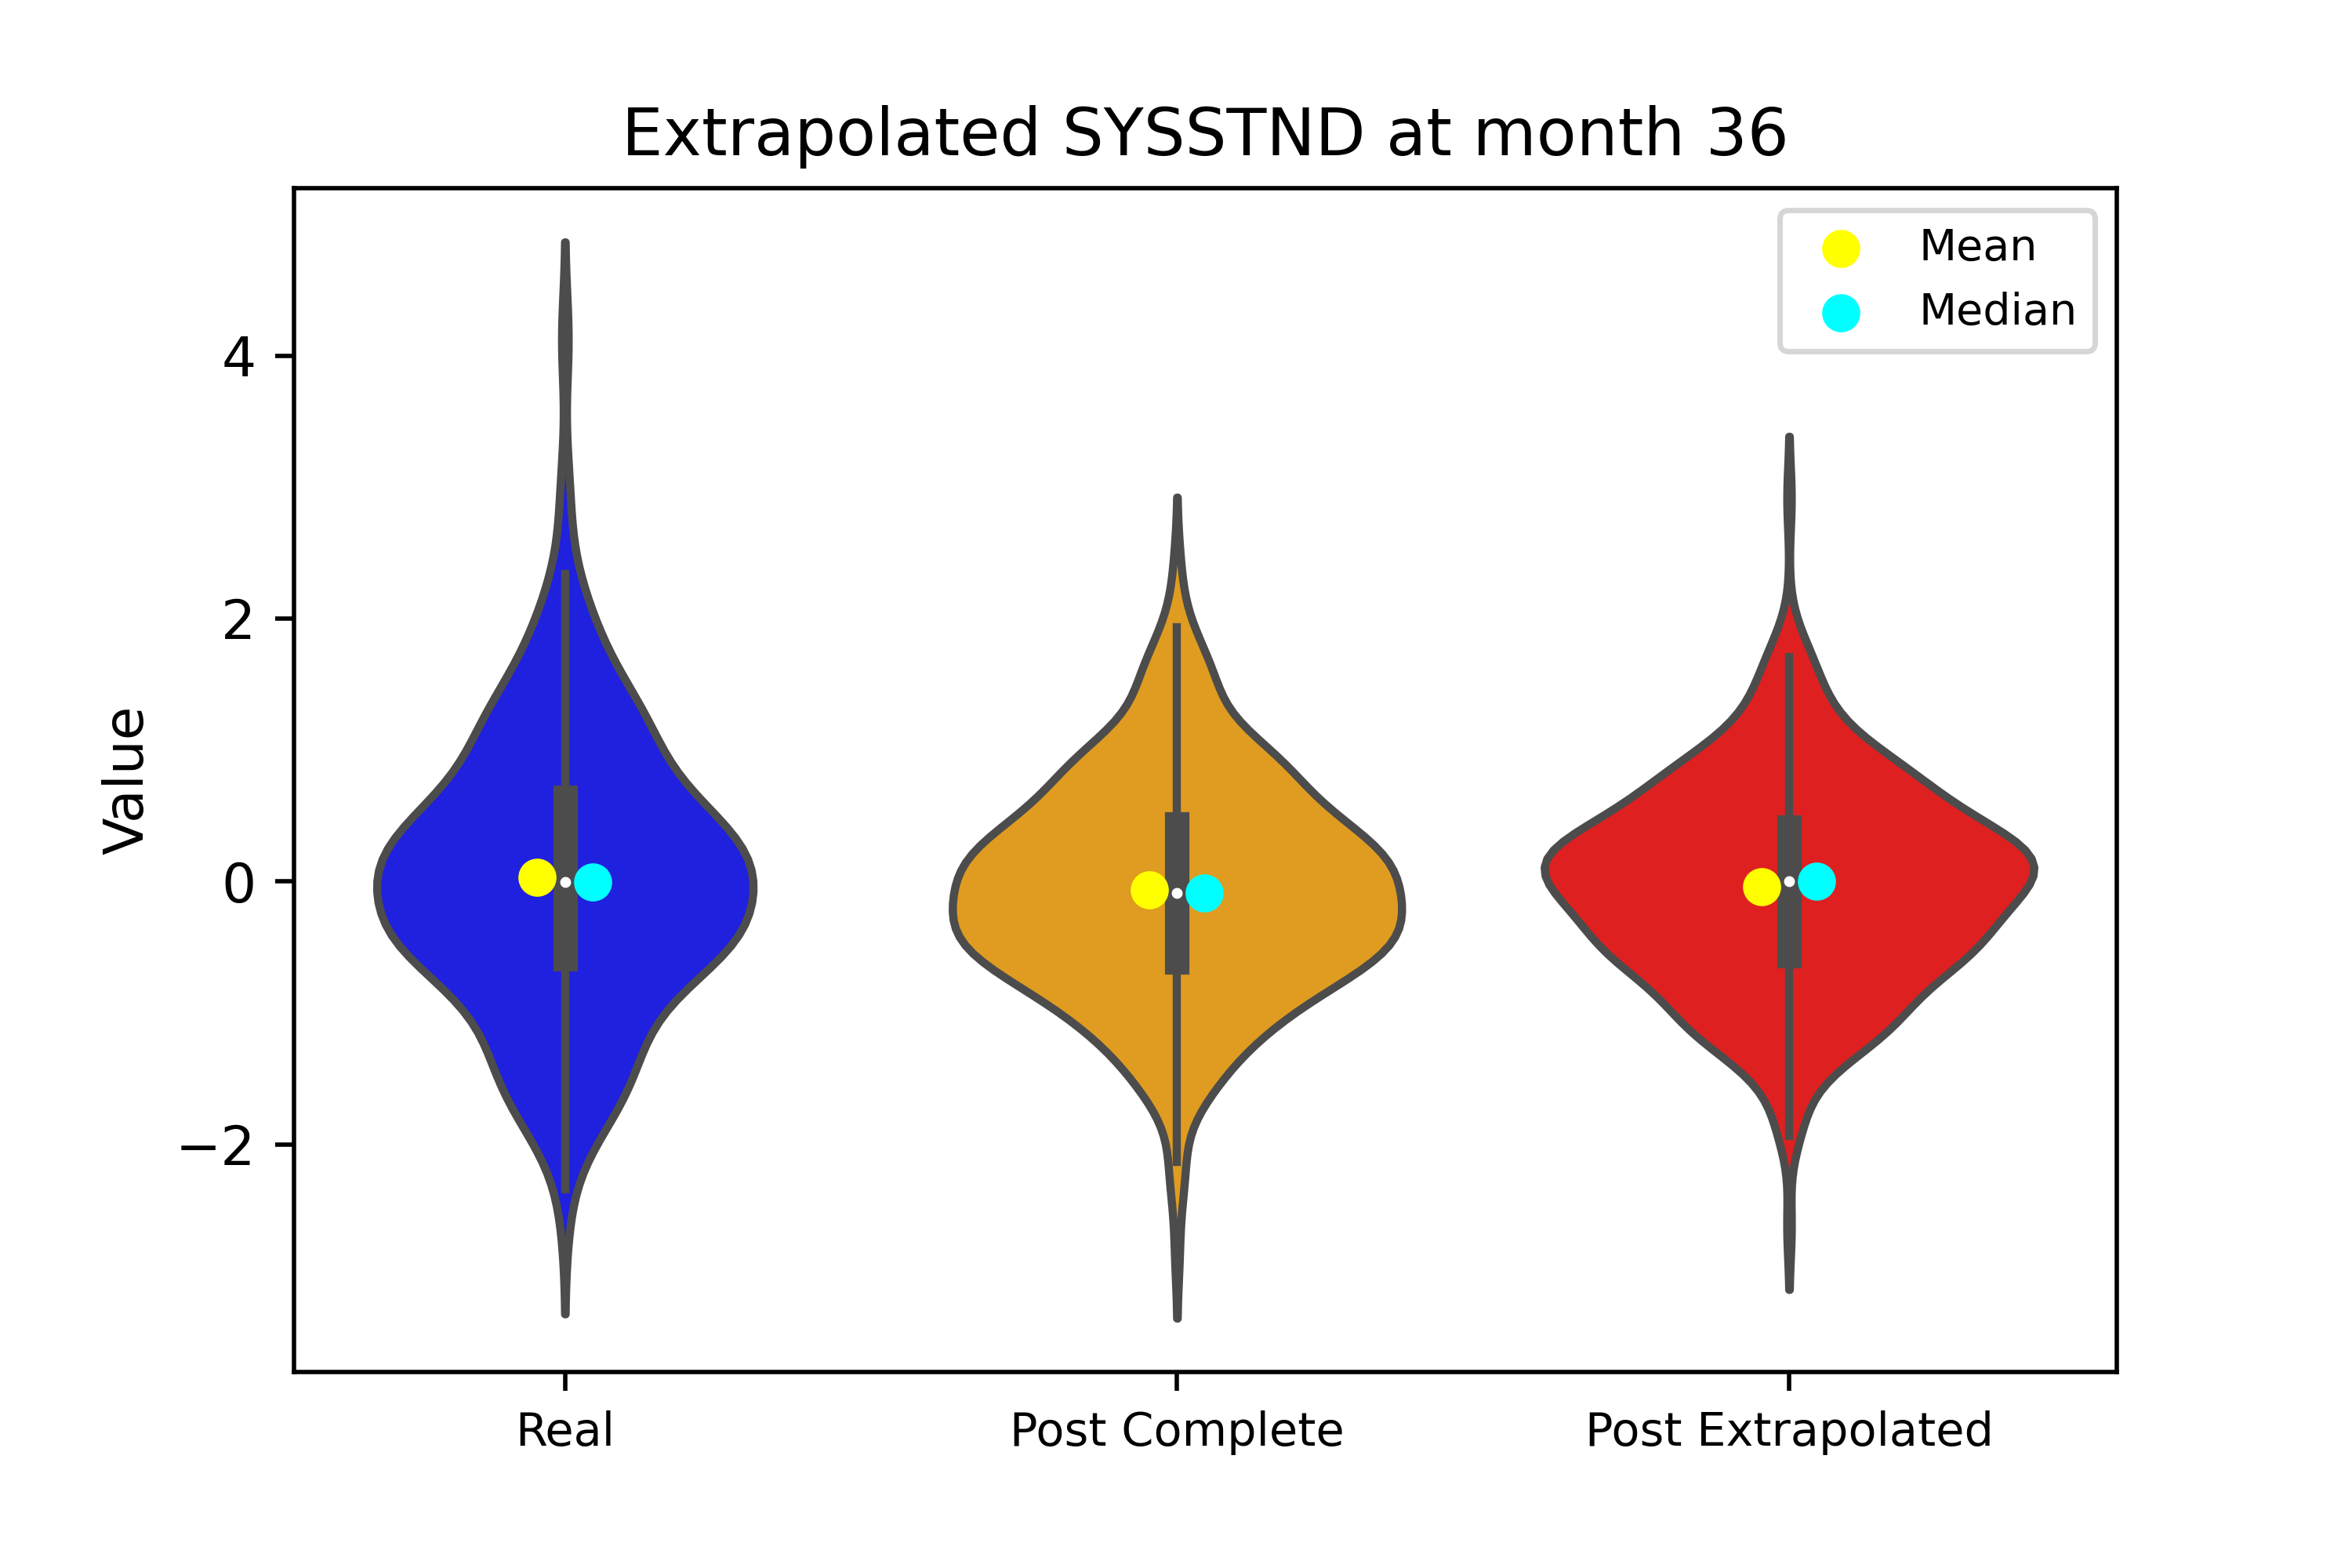 Extrapolated SYSSTND at month 36
Mean
Median
4
2
0
−2
Value
Real
Post Complete
Post Extrapolated